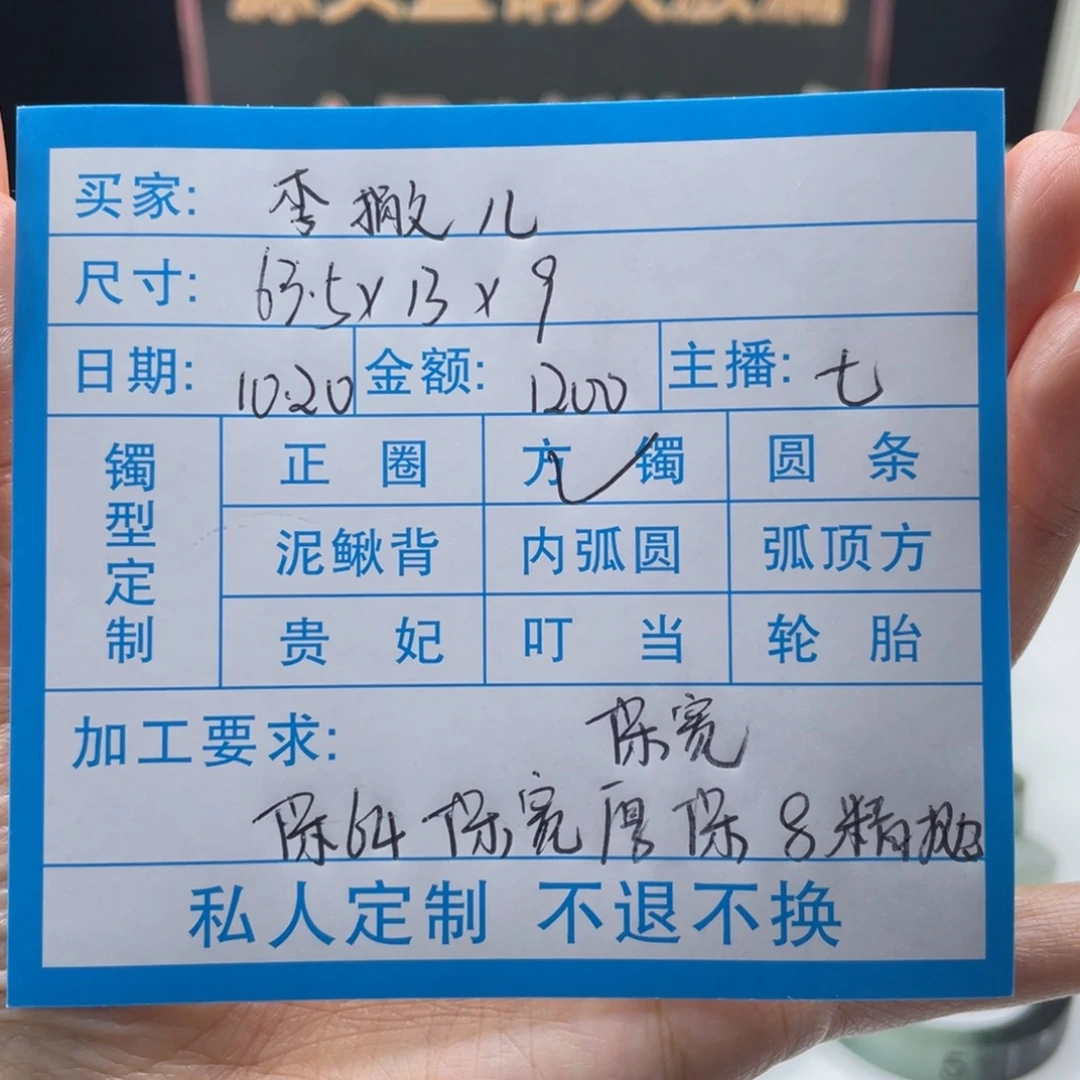 买家: 李撒儿
尺寸: 63.5x13x9
日期: 10.20 金额: 1200 主播: 七
镯型定制
正圈 方镯 圆条
泥鳅背 内弧圆 弧顶方
贵妃 叮当 轮胎
加工要求: 保宽
保64 保宽厚保8精抛
私人定制 不退不换